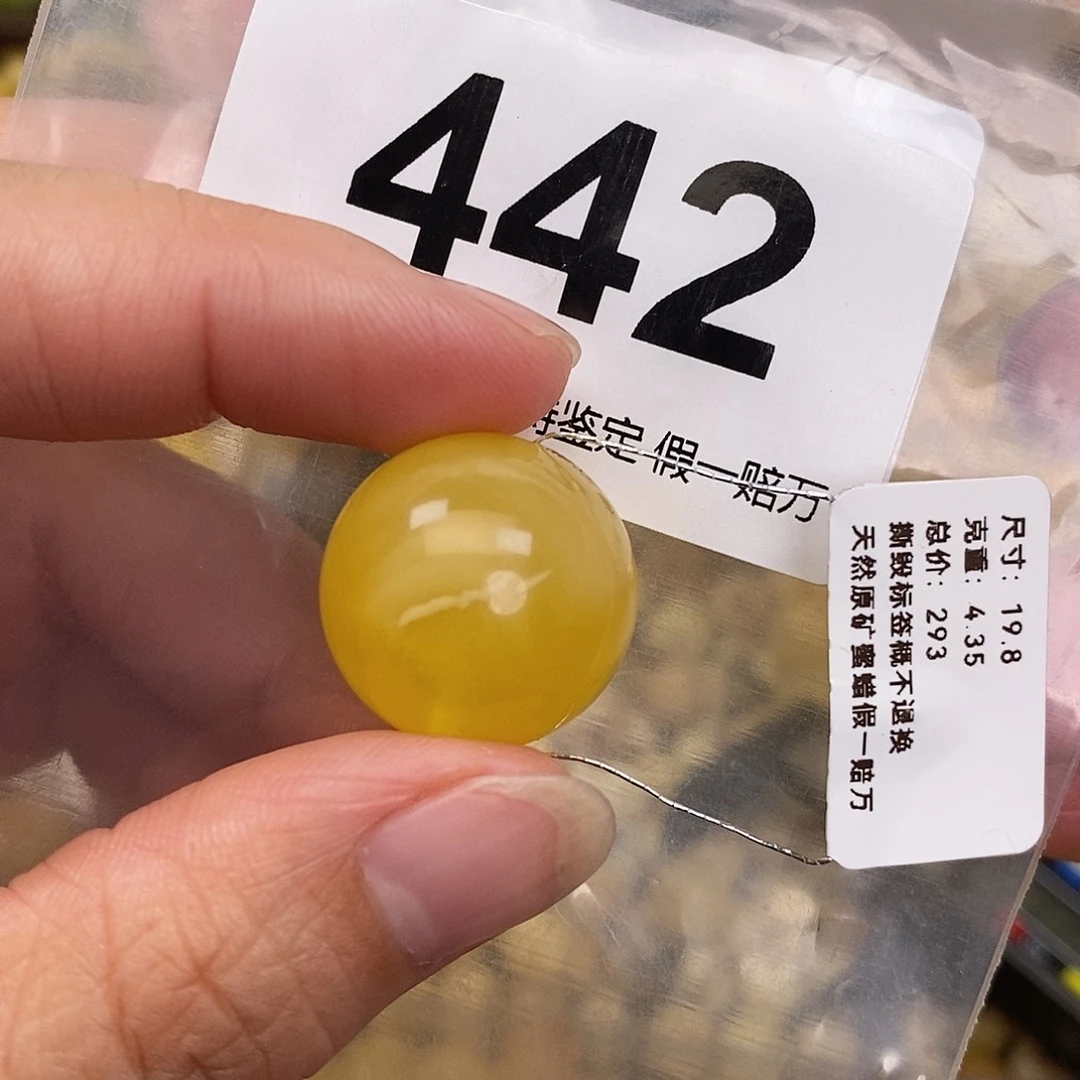 442
鉴定 假一赔万
尺寸: 19.8
克重: 4.35
总价: 293
撕毁标签概不退换
天然原矿蜜蜡假一赔万